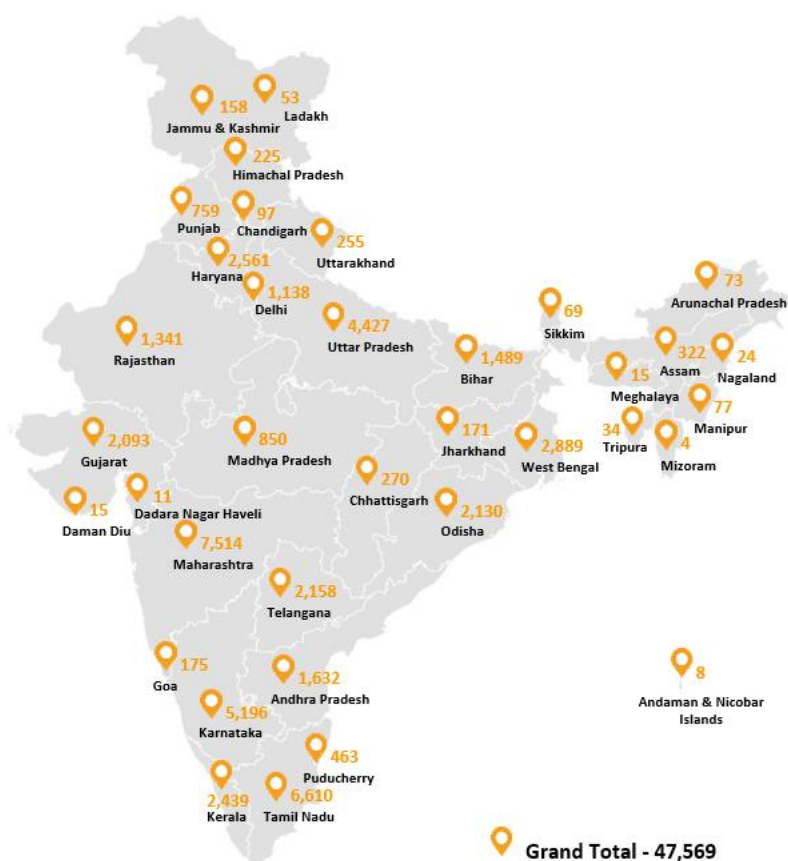 158
Jammu & Kashmir
53
Ladakh
225
Himachal Pradesh
759
Punjab
97
Chandigarh
255
Uttarakhand
2,561
Haryana
1,138
Delhi
73
Arunachal Pradesh
69
Sikkim
1,341
Rajasthan
4,427
Uttar Pradesh
1,489
Bihar
322
Assam
24
Nagaland
15
Meghalaya
77
Manipur
34
Tripura
4
Mizoram
2,093
Gujarat
850
Madhya Pradesh
171
Jharkhand
2,889
West Bengal
270
Chhattisgarh
2,130
Odisha
15
Daman Diu
11
Dadara Nagar Haveli
7,514
Maharashtra
2,158
Telangana
175
Goa
1,632
Andhra Pradesh
8
Andaman & Nicobar
Islands
5,196
Karnataka
463
Puducherry
2,439
Kerala
6,610
Tamil Nadu
Grand Total - 47,569